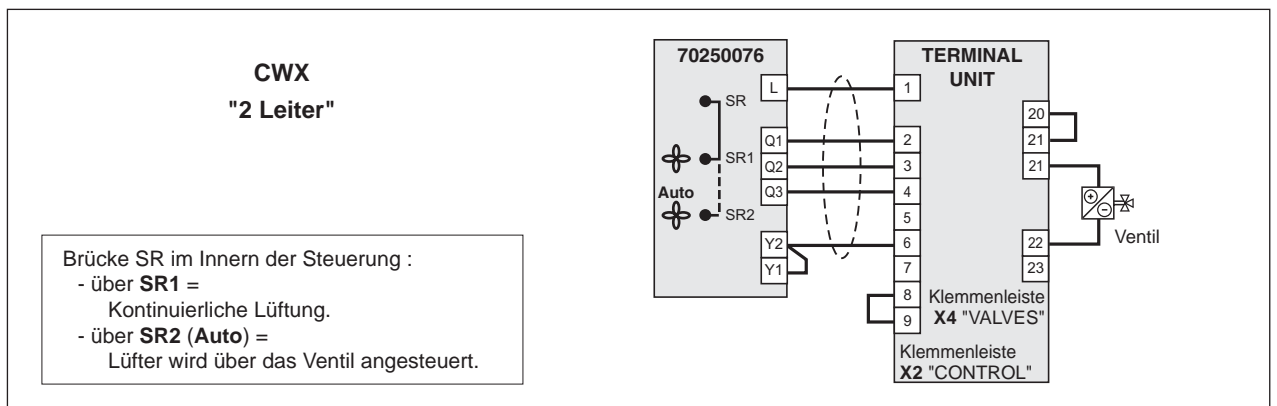 CWX
"2 Leiter"
Brücke SR im Innern der Steuerung :
- über SR1 =
Kontinuierliche Lüftung.
- über SR2 (Auto) =
Lüfter wird über das Ventil angesteuert.
70250076
L
SR
Q1
SR1
Q2
Auto
Q3
SR2
Y2
Y1
TERMINAL
UNIT
1
2
3
4
5
6
7
8
9
20
21
21
22
23
Ventil
Klemmenleiste
X4 "VALVES"
Klemmenleiste
X2 "CONTROL"